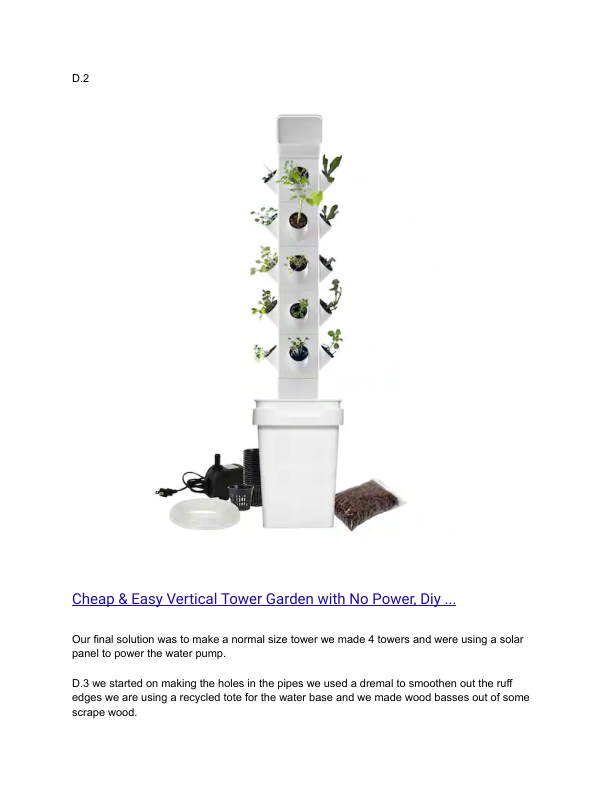 D.2
Cheap & Easy Vertical Tower Garden with No Power, Diy ...
Our final solution was to make a normal size tower we made 4 towers and were using a solar
panel to power the water pump.
D.3 we started on making the holes in the pipes we used a dremal to smoothen out the ruff
edges we are using a recycled tote for the water base and we made wood basses out of some
scrape wood.